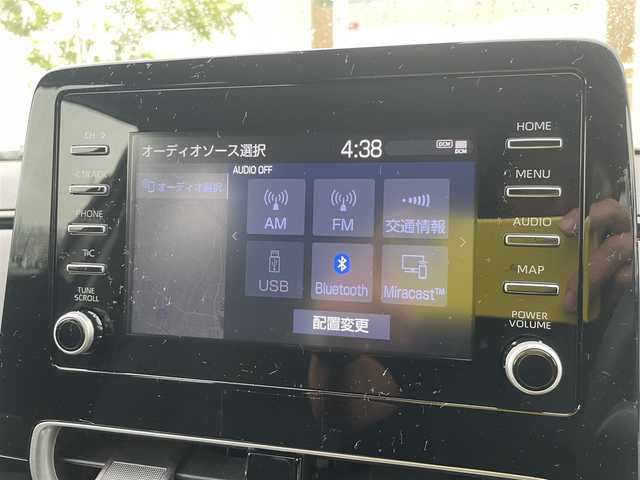 オーディオソース選択 4:38 DCM
DCM
AUDIO OFF
オーディオ選択
AM FM 交通情報
USB Bluetooth Miracast™
配置変更
CH
PHONE
TUNE
SCROLL
HOME
MENU
AUDIO
MAP
POWER
VOLUME